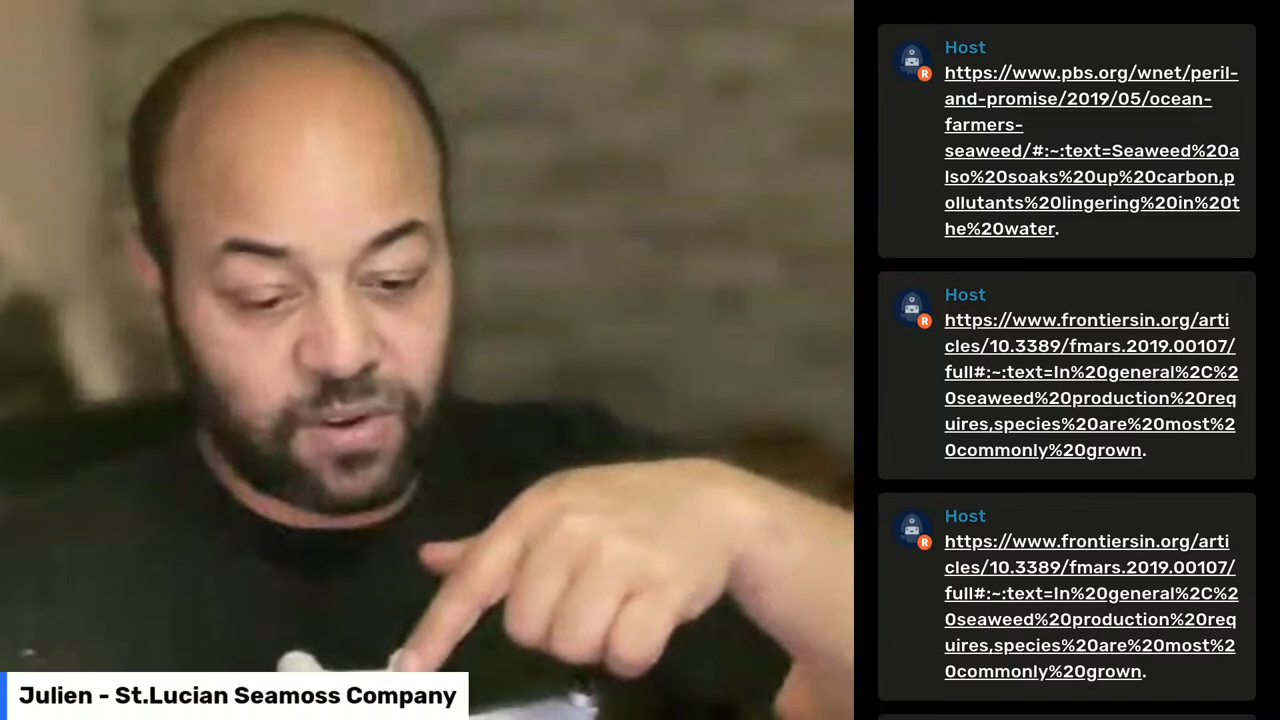 Host
https://www.pbs.org/wnet/peril-
and-promise/2019/05/ocean-
farmers-
seaweed/#:~:text=Seaweed%20a
lso%20soaks%20up%20carbon,p
ollutants%20lingering%20in%20t
he%20water.
Host
https://www.frontiersin.org/arti
cles/10.3389/fmars.2019.00107/
full#:~:text=In%20general%2C%2
0seaweed%20production%20req
uires,species%20are%20most%2
0commonly%20grown.
Host
https://www.frontiersin.org/arti
cles/10.3389/fmars.2019.00107/
full#:~:text=In%20general%2C%2
0seaweed%20production%20req
uires,species%20are%20most%2
0commonly%20grown.
Julien - St.Lucian Seamoss Company